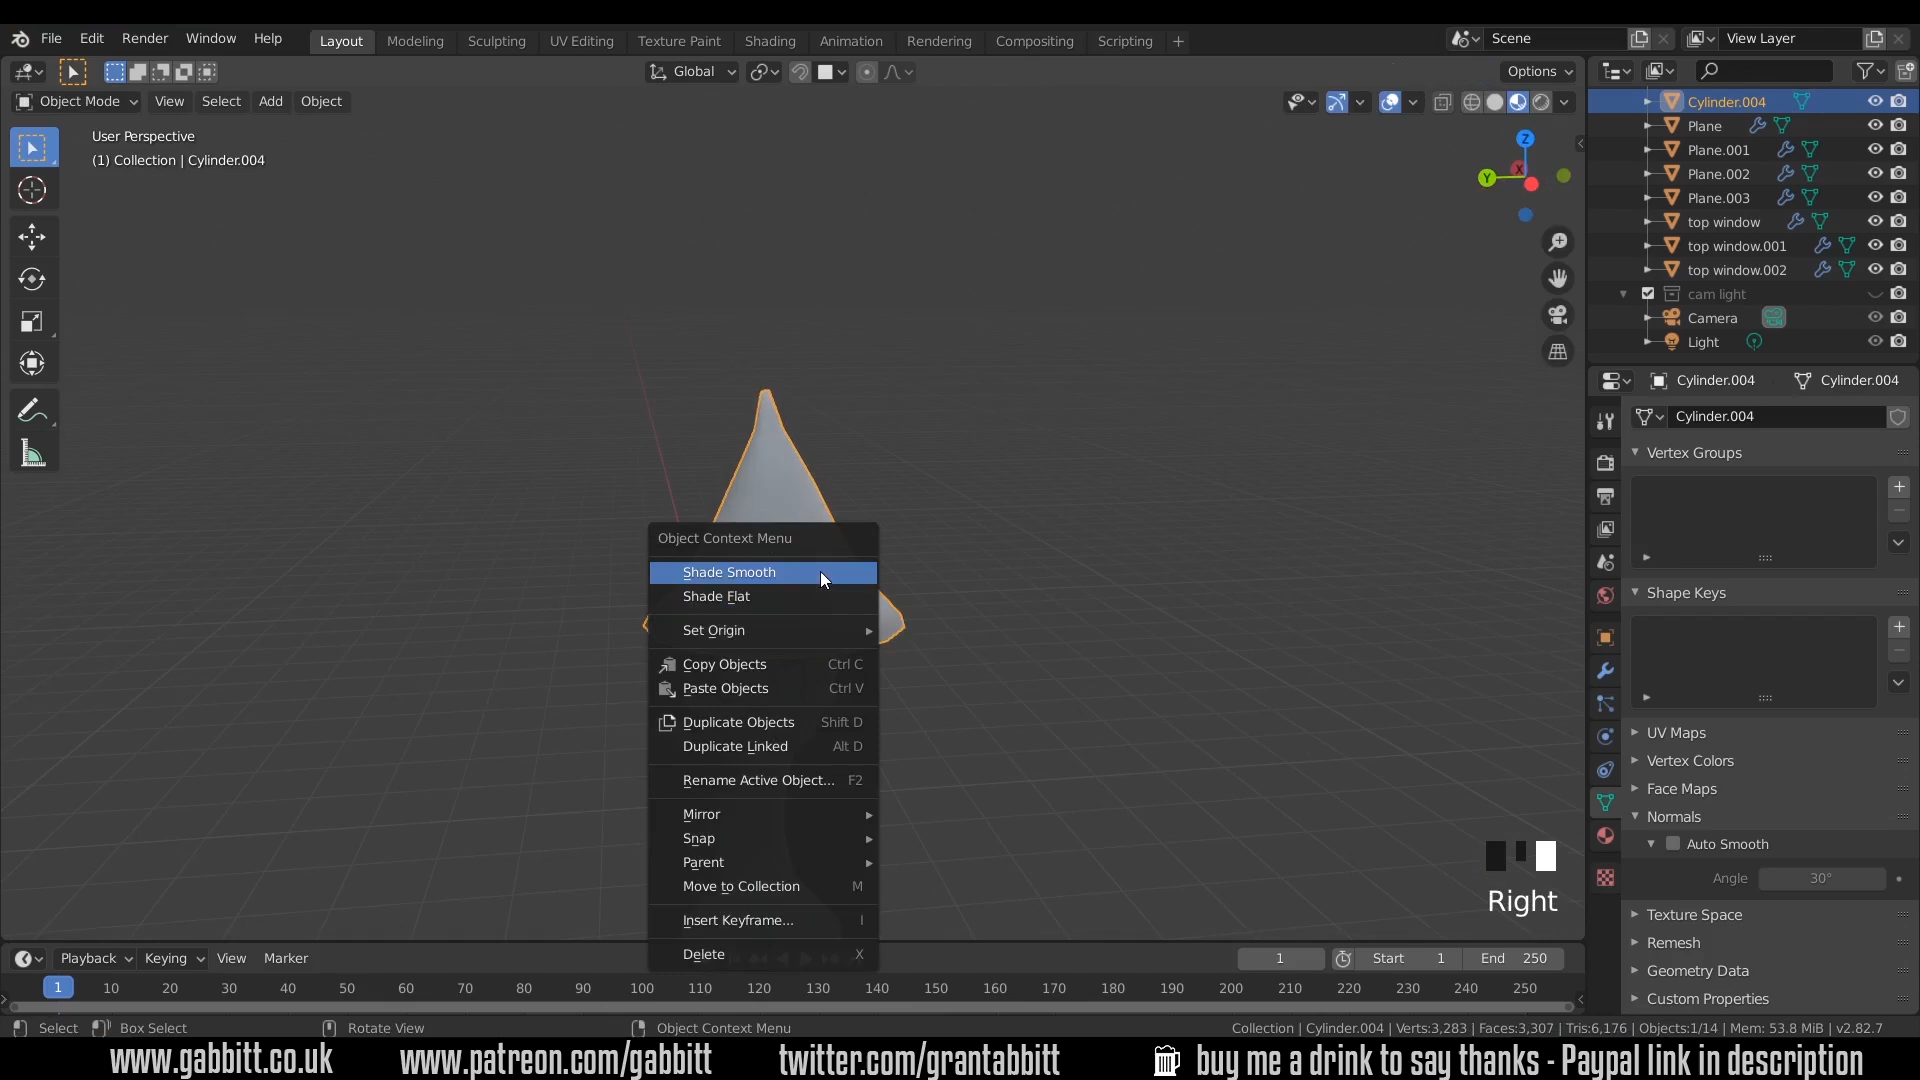 File Edit Render Window Help Layout Modeling Sculpting UV Editing Texture Paint Shading Animation Rendering Compositing Scripting + Scene View Layer
Global Options
Object Mode View Select Add Object
User Perspective
(1) Collection | Cylinder.004
Z
Y X
Cylinder.004
Plane
Plane.001
Plane.002
Plane.003
top window
top window.001
top window.002
cam light
Camera
Light
Cylinder.004 Cylinder.004
Cylinder.004
Vertex Groups
Shape Keys
UV Maps
Vertex Colors
Face Maps
Normals
Auto Smooth
Angle 30°
Texture Space
Remesh
Geometry Data
Custom Properties
Object Context Menu
Shade Smooth
Shade Flat
Set Origin
Copy Objects Ctrl C
Paste Objects Ctrl V
Duplicate Objects Shift D
Duplicate Linked Alt D
Rename Active Object... F2
Mirror
Snap
Parent
Move to Collection M
Insert Keyframe... I
Delete X
Right
Playback Keying View Marker 1 Start 1 End 250
1 10 20 30 40 50 60 70 80 90 100 110 120 130 140 150 160 170 180 190 200 210 220 230 240 250
Select Box Select Rotate View Object Context Menu Collection | Cylinder.004 | Verts:3,283 | Faces:3,307 | Tris:6,176 | Objects:1/14 | Mem: 53.8 MiB | v2.82.7
www.gabbitt.co.uk www.patreon.com/gabbitt twitter.com/grantabbitt buy me a drink to say thanks - Paypal link in description